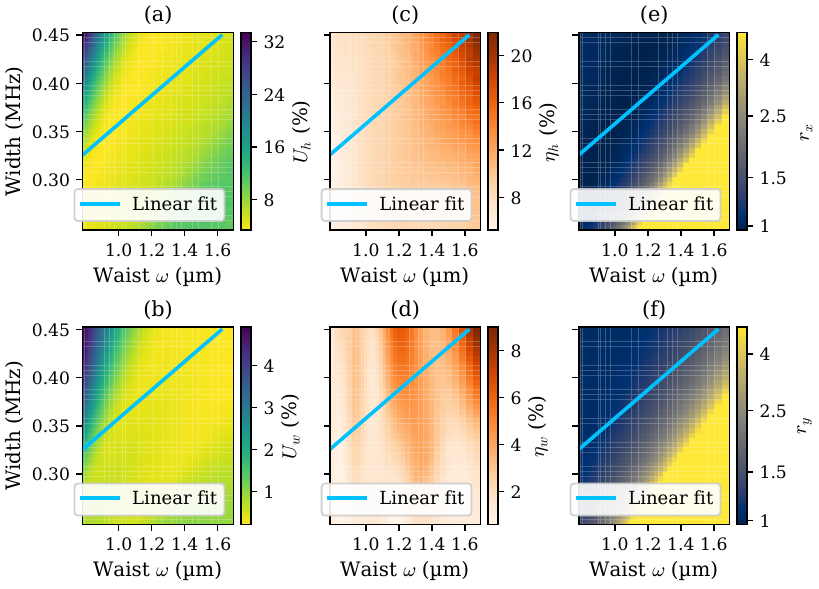 (a)
(c)
(e)
Width (MHz)
0.45
0.40
0.35
0.30
Linear fit
1.0 1.2 1.4 1.6
Waist ω (µm)
32
24
16
8
U_h (%)
Linear fit
1.0 1.2 1.4 1.6
Waist ω (µm)
20
16
12
8
η_h (%)
Linear fit
1.0 1.2 1.4 1.6
Waist ω (µm)
4
2.5
1.5
1
r_x
(b)
(d)
(f)
Width (MHz)
0.45
0.40
0.35
0.30
Linear fit
1.0 1.2 1.4 1.6
Waist ω (µm)
4
3
2
1
U_w (%)
Linear fit
1.0 1.2 1.4 1.6
Waist ω (µm)
8
6
4
2
η_w (%)
Linear fit
1.0 1.2 1.4 1.6
Waist ω (µm)
4
2.5
1.5
1
r_y